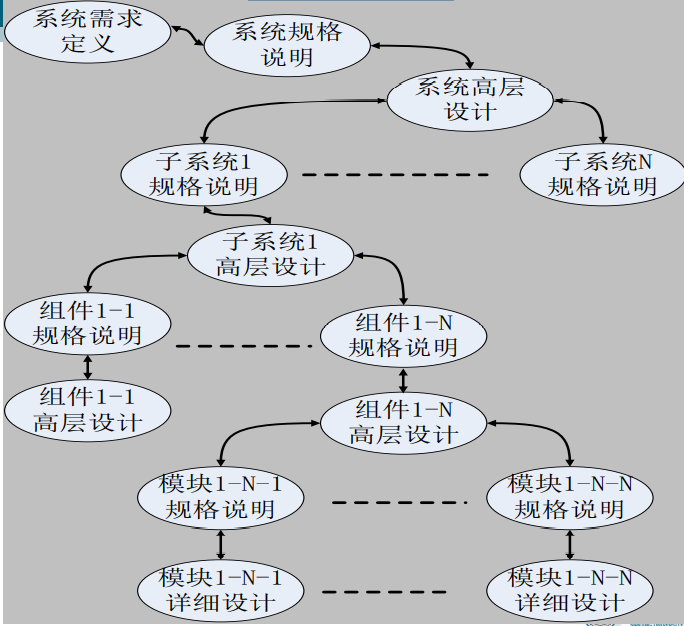 系统需求
定义
系统规格
说明
系统高层
设计
子系统1
规格说明
子系统N
规格说明
子系统1
高层设计
组件1-1
规格说明
组件1-N
规格说明
组件1-1
高层设计
组件1-N
高层设计
模块1-N-1
规格说明
模块1-N-N
规格说明
模块1-N-1
详细设计
模块1-N-N
详细设计